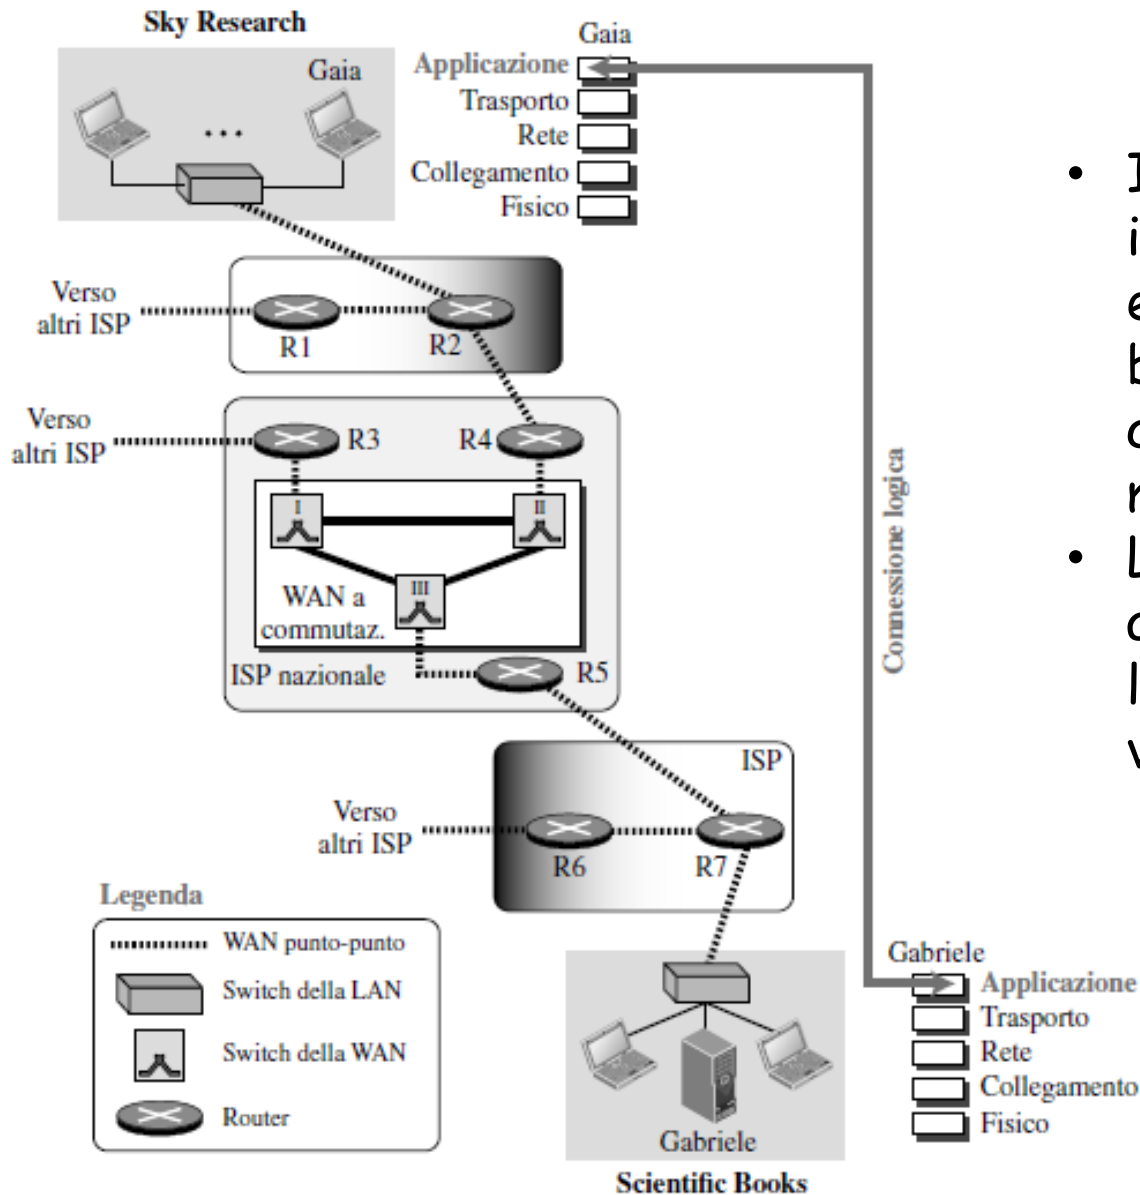 Sky Research
Gaia
Gaia
Applicazione
Trasporto
Rete
Collegamento
Fisico
...
Verso
altri ISP
R1
R2
Verso
altri ISP
R3
R4
I
II
III
WAN a
commutaz.
ISP nazionale
R5
Connessione logica
ISP
Verso
altri ISP
R6
R7
Legenda
WAN punto-punto
Switch della LAN
Switch della WAN
Router
Gabriele
Scientific Books
Gabriele
Applicazione
Trasporto
Rete
Collegamento
Fisico